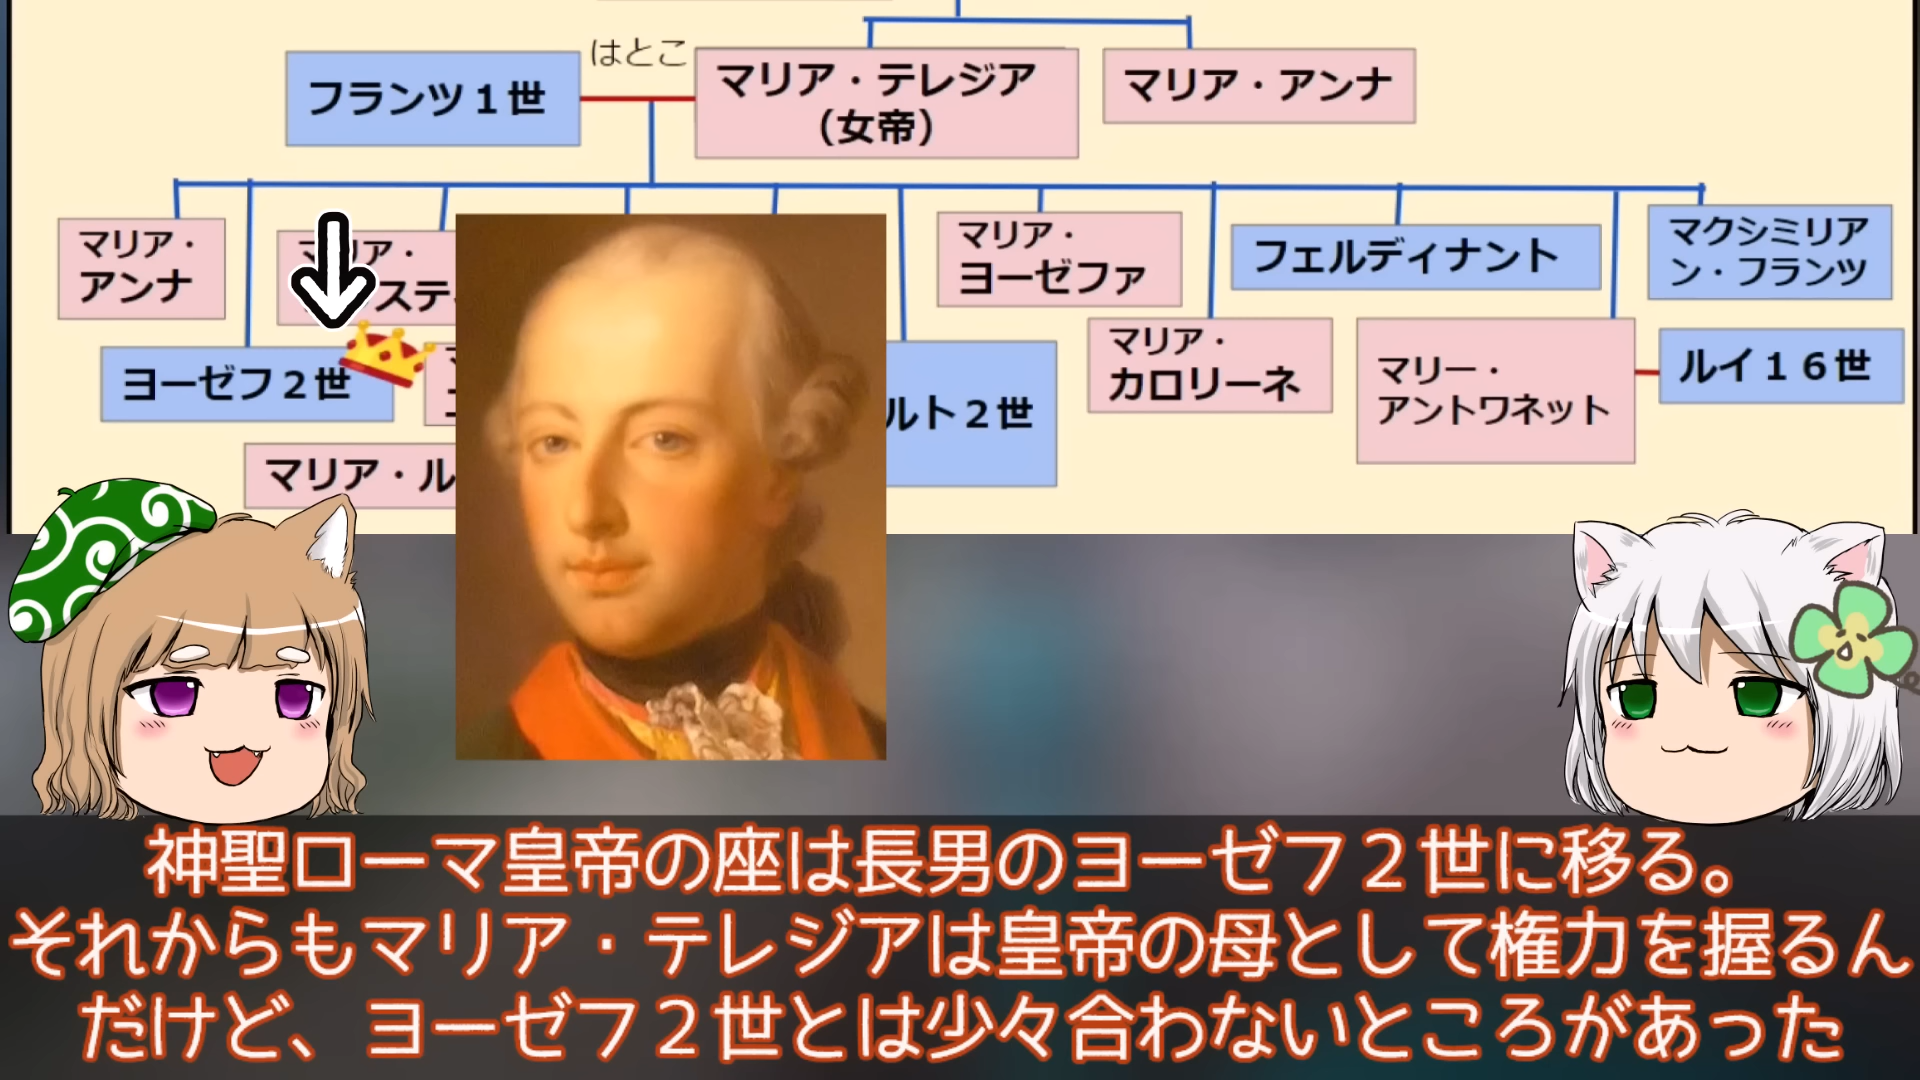 はとこ
フランツ１世
マリア・テレジア
（女帝）
マリア・アンナ
マリア・
アンナ
ヨーゼフ２世
マリア・ル
ルト２世
マリア・
ヨーゼファ
マリア・
カロリーネ
フェルディナント
マリー・
アントワネット
マクシミリア
ン・フランツ
ルイ１６世
神聖ローマ皇帝の座は長男のヨーゼフ２世に移る。
それからもマリア・テレジアは皇帝の母として権力を握るん
だけど、ヨーゼフ２世とは少々合わないところがあった